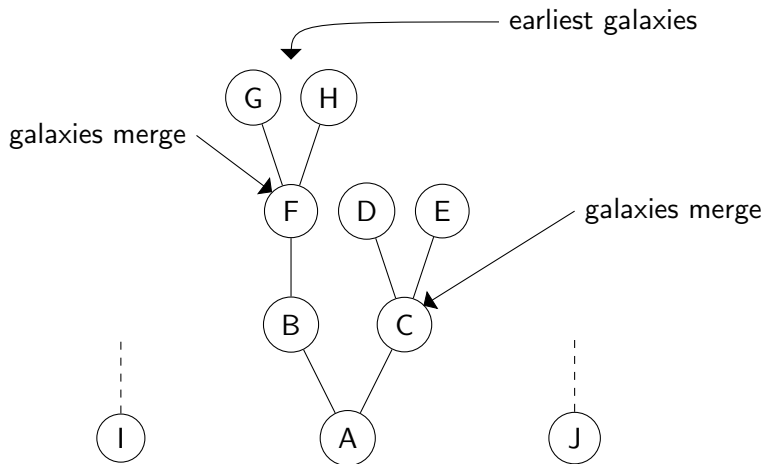 earliest galaxies
G H
galaxies merge
F D E
galaxies merge
B C
I A J